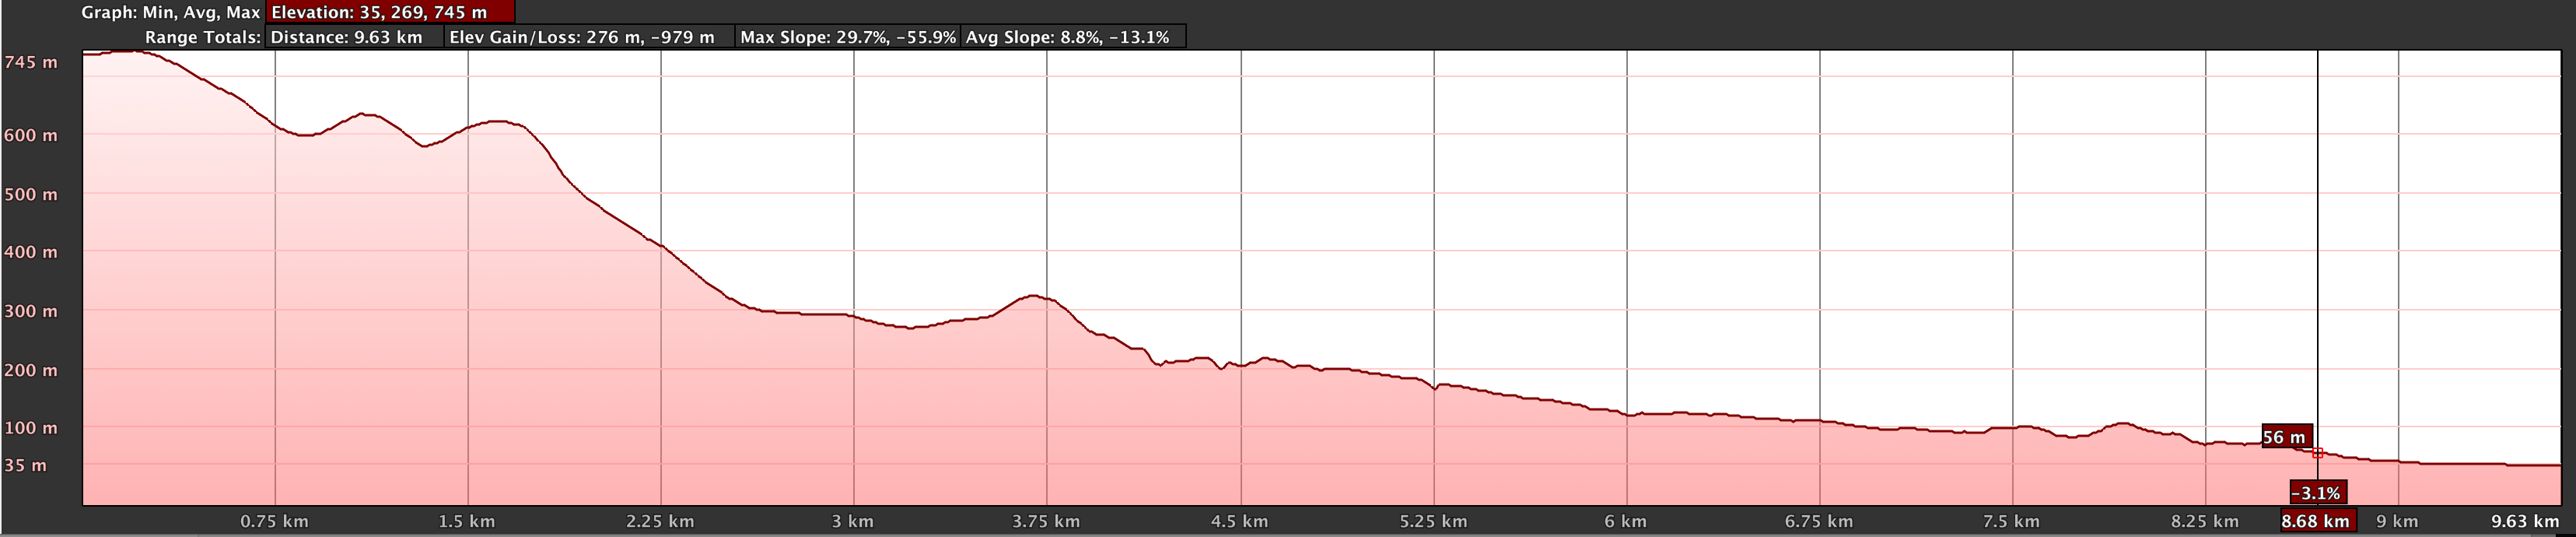 Graph: Min, Avg, Max Elevation: 35, 269, 745 m
Range Totals: Distance: 9.63 km Elev Gain/Loss: 276 m, -979 m Max Slope: 29.7%, -55.9% Avg Slope: 8.8%, -13.1%
745 m
600 m
500 m
400 m
300 m
200 m
100 m
56 m
35 m
-3.1%
0.75 km 1.5 km 2.25 km 3 km 3.75 km 4.5 km 5.25 km 6 km 6.75 km 7.5 km 8.25 km 8.68 km 9 km 9.63 km